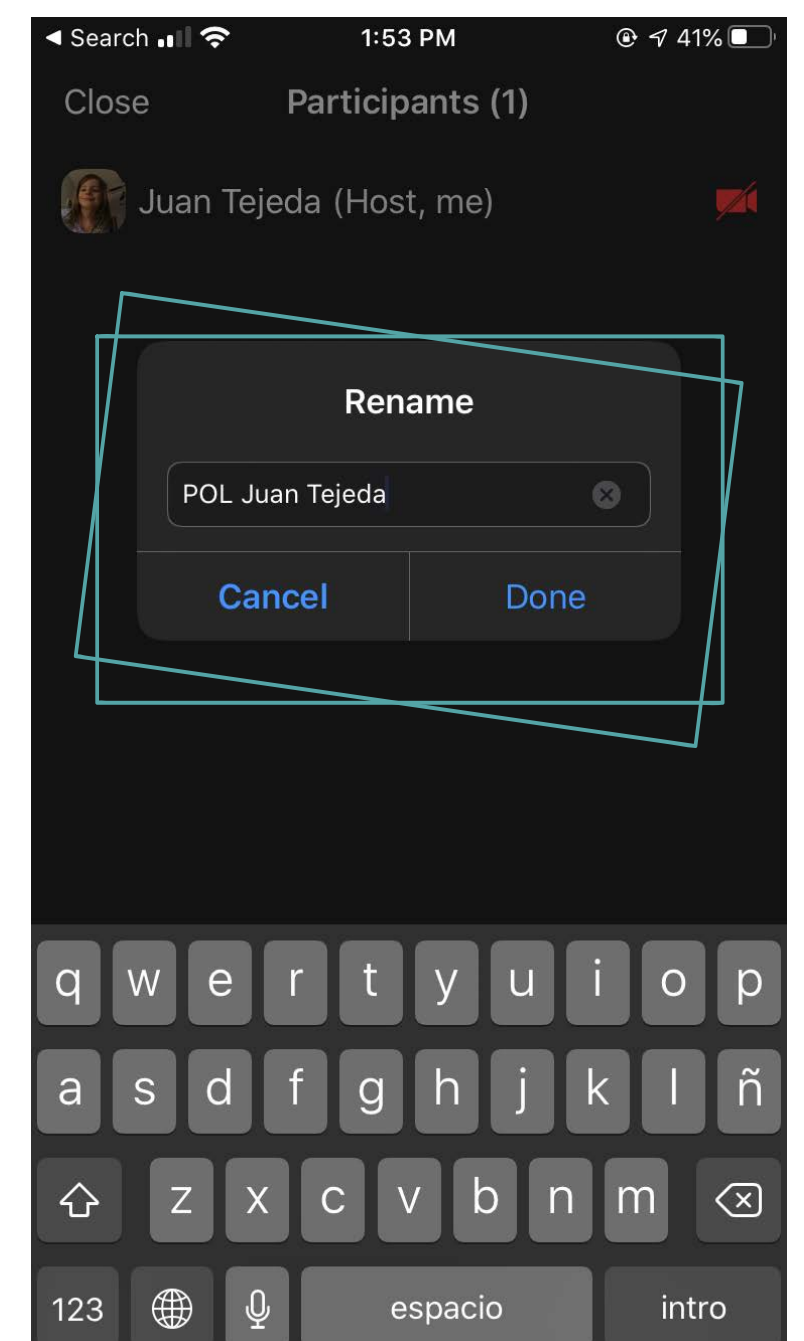 ◀ Search 1:53 PM 41%
Close Participants (1)
Juan Tejeda (Host, me)
Rename
POL Juan Tejeda
Cancel Done
q w e r t y u i o p
a s d f g h j k l ñ
z x c v b n m
123 espacio intro